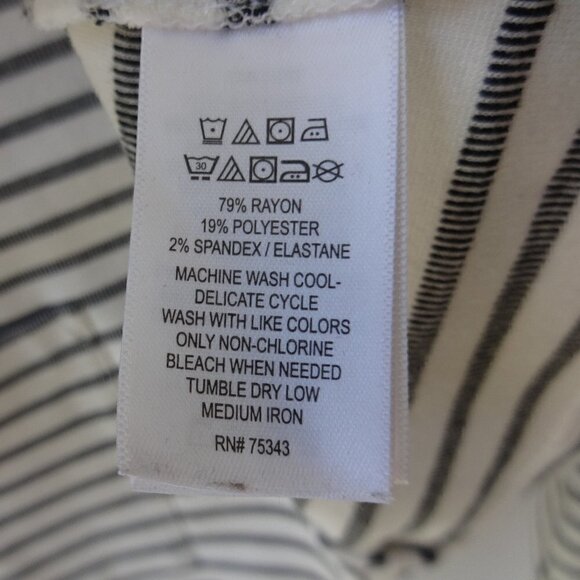 30
79% RAYON
19% POLYESTER
2% SPANDEX / ELASTANE
MACHINE WASH COOL-
DELICATE CYCLE
WASH WITH LIKE COLORS
ONLY NON-CHLORINE
BLEACH WHEN NEEDED
TUMBLE DRY LOW
MEDIUM IRON
RN# 75343